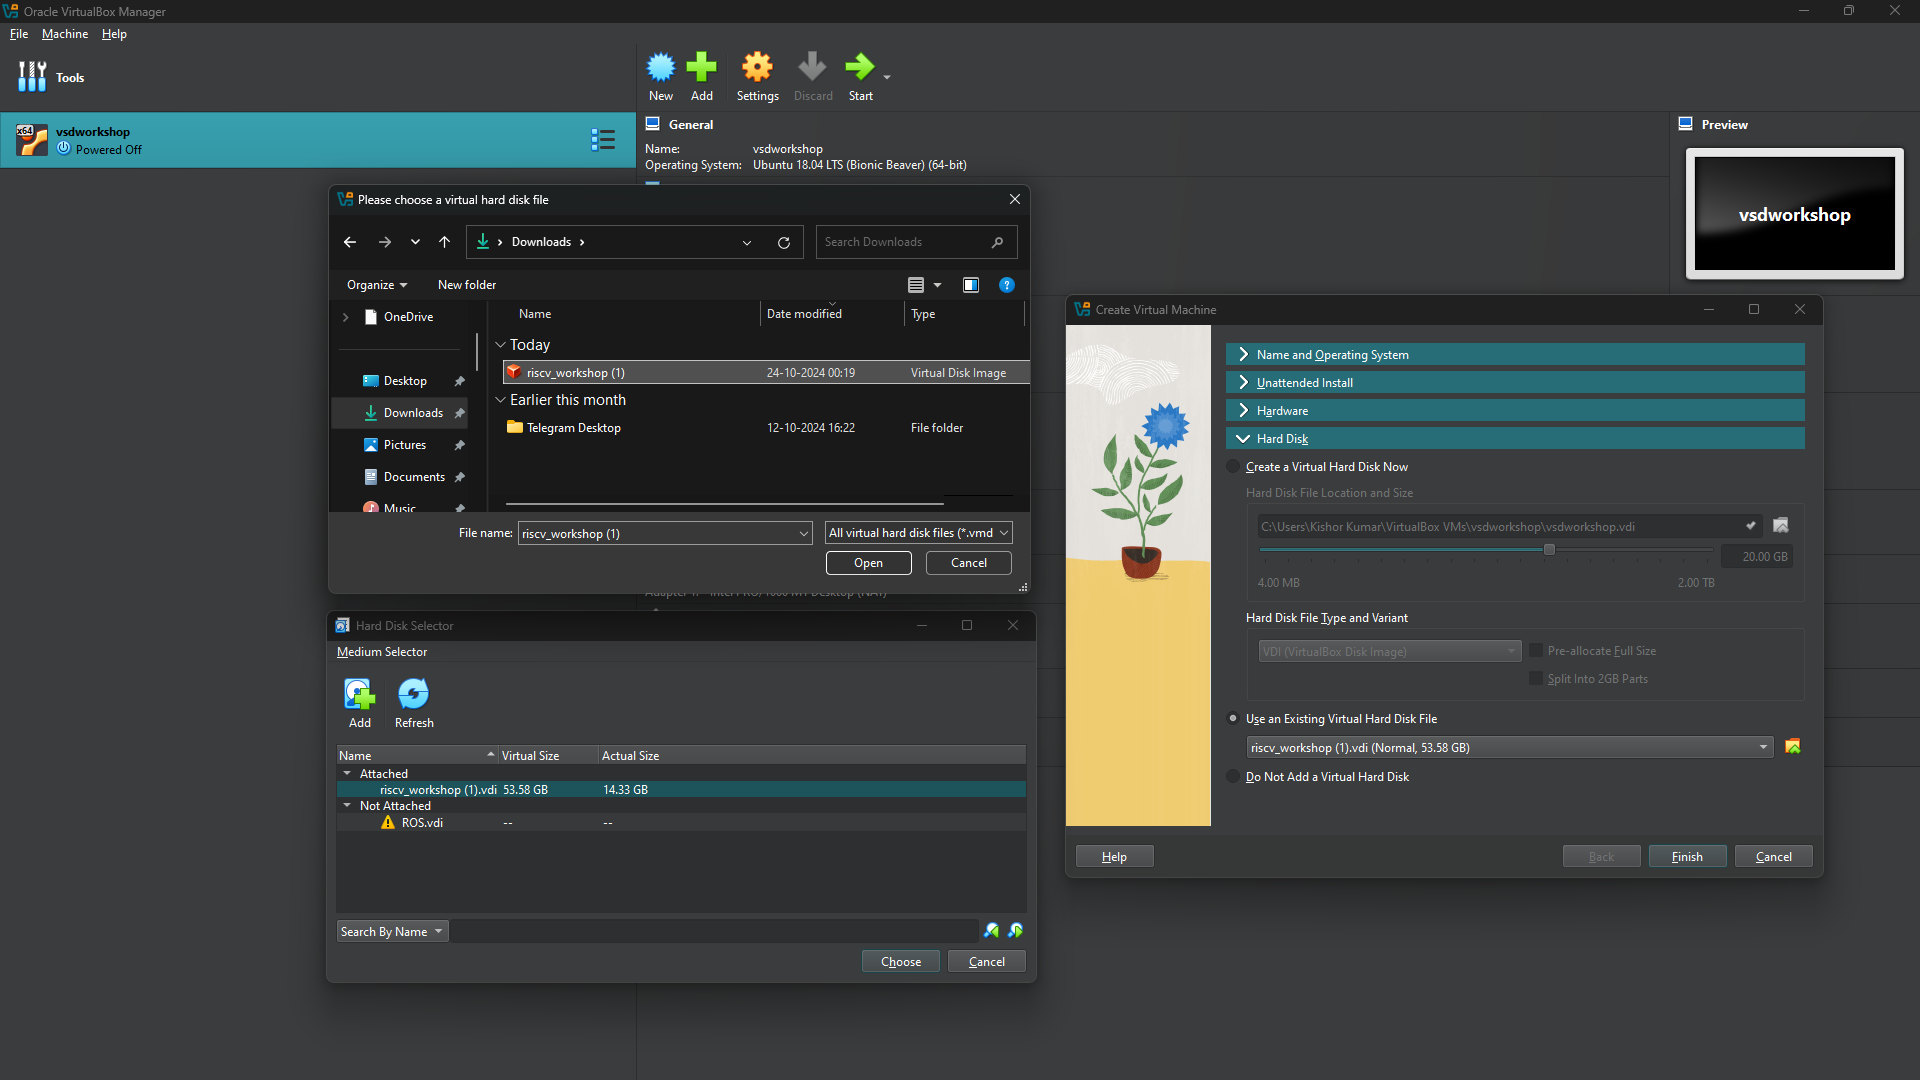 Oracle VirtualBox Manager
File Machine Help
Tools
New Add Settings Discard Start
x64 vsdworkshop
Powered Off
General
Name: vsdworkshop
Operating System: Ubuntu 18.04 LTS (Bionic Beaver) (64-bit)
Preview
vsdworkshop
Please choose a virtual hard disk file
Downloads
Search Downloads
Organize New folder
OneDrive
Desktop
Downloads
Pictures
Documents
Music
Name Date modified Type
Today
riscv_workshop (1) 24-10-2024 00:19 Virtual Disk Image
Earlier this month
Telegram Desktop 12-10-2024 16:22 File folder
File name: riscv_workshop (1) All virtual hard disk files (*.vmd
Open Cancel
Adapter 1: Intel PRO/1000 MT Desktop (NAT)
Hard Disk Selector
Medium Selector
Add Refresh
Name Virtual Size Actual Size
Attached
riscv_workshop (1).vdi 53.58 GB 14.33 GB
Not Attached
ROS.vdi -- --
Search By Name
Choose Cancel
Create Virtual Machine
Name and Operating System
Unattended Install
Hardware
Hard Disk
Create a Virtual Hard Disk Now
Hard Disk File Location and Size
C:\Users\Kishor Kumar\VirtualBox VMs\vsdworkshop\vsdworkshop.vdi
20.00 GB
4.00 MB 2.00 TB
Hard Disk File Type and Variant
VDI (VirtualBox Disk Image) Pre-allocate Full Size
Split Into 2GB Parts
Use an Existing Virtual Hard Disk File
riscv_workshop (1).vdi (Normal, 53.58 GB)
Do Not Add a Virtual Hard Disk
Help Back Finish Cancel